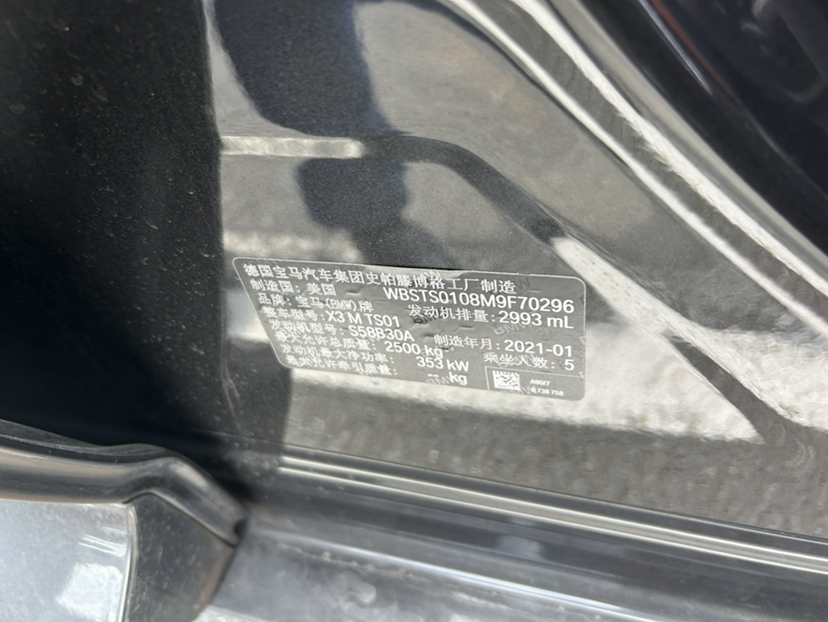 德国宝马汽车集团史帕滕博格工厂制造
制造国：美国 WBSTS0108M9F70296
品牌：宝马(BMW)牌 发动机排量：2993 mL
整车型号：X3 M TS01
发动机型号：S58B30A 制造年月：2021-01
最大允许总质量：2500 kg 乘坐人数：5
发动机最大净功率：353 kW
最大允许牵引质量：-- kg